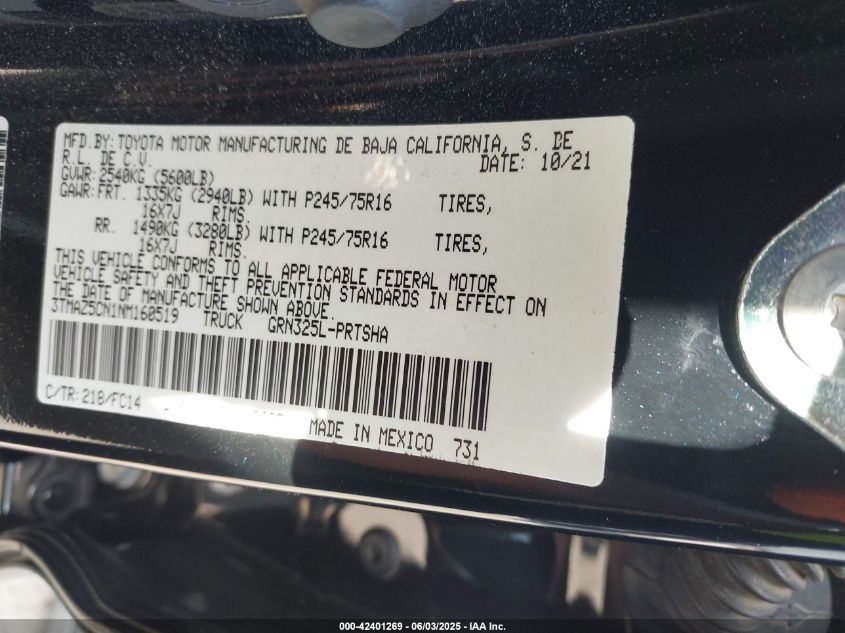 MFD.BY:TOYOTA MOTOR MANUFACTURING DE BAJA CALIFORNIA, S. DE
R.L. DE C.V. DATE: 10/21
GVWR:2540KG (5600LB)
GAWR:FRT. 1335KG (2940LB) WITH P245/75R16 TIRES,
16X7J RIMS.
RR. 1490KG (3280LB) WITH P245/75R16 TIRES,
16X7J RIMS.
THIS VEHICLE CONFORMS TO ALL APPLICABLE FEDERAL MOTOR
VEHICLE SAFETY AND THEFT PREVENTION STANDARDS IN EFFECT ON
THE DATE OF MANUFACTURE SHOWN ABOVE.
3TMAZ5CN1NM160519 TRUCK GRN325L-PRTSHA
C/TR:218/FC14
MADE IN MEXICO 731
000-42401269 - 06/03/2025 - IAA Inc.